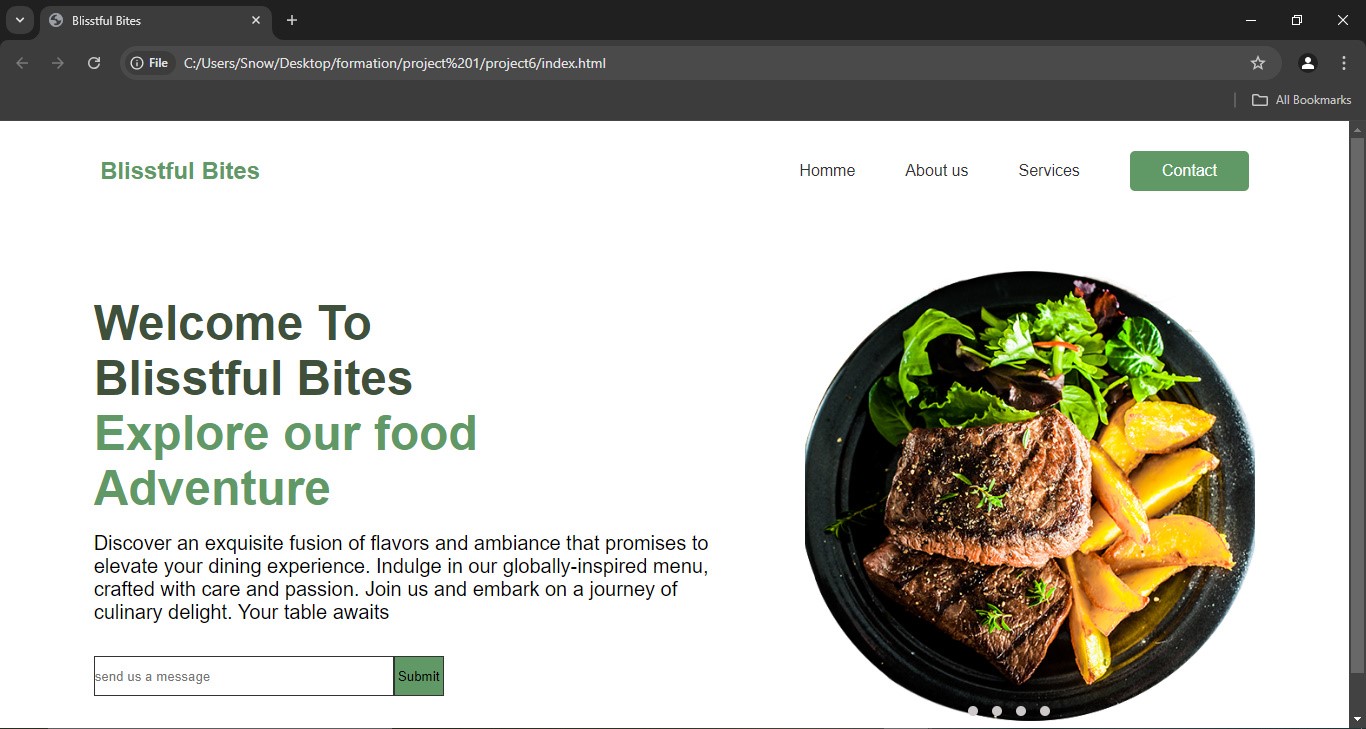 Blisstful Bites
File
C:/Users/Snow/Desktop/formation/project%201/project6/index.html
All Bookmarks
Blisstful Bites
Homme
About us
Services
Contact
Welcome To
Blisstful Bites
Explore our food
Adventure
Discover an exquisite fusion of flavors and ambiance that promises to
elevate your dining experience. Indulge in our globally-inspired menu,
crafted with care and passion. Join us and embark on a journey of
culinary delight. Your table awaits
send us a message
Submit